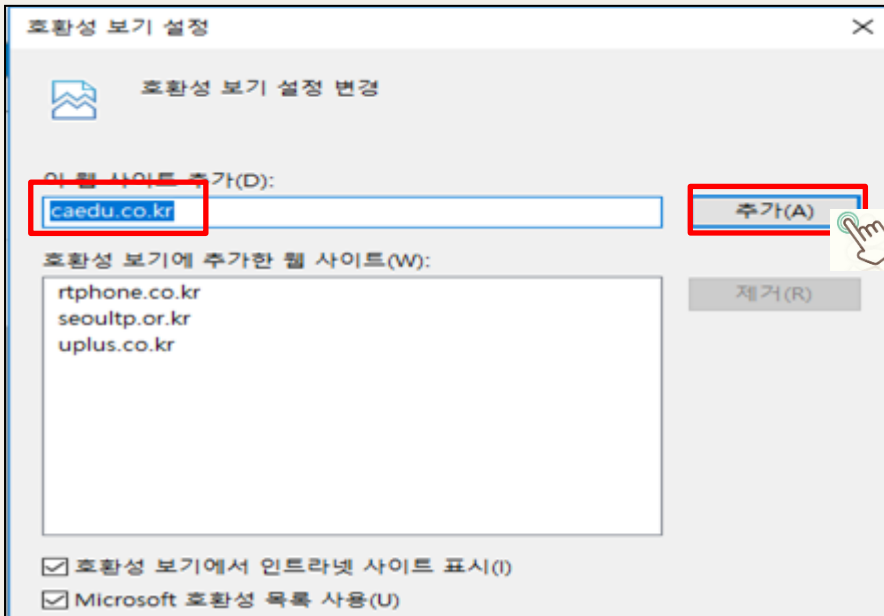 호환성 보기 설정
호환성 보기 설정 변경
이 웹 사이트 추가(D):
caedu.co.kr
추가(A)
호환성 보기에 추가한 웹 사이트(W):
rtphone.co.kr
seoultp.or.kr
uplus.co.kr
제거(R)
호환성 보기에서 인트라넷 사이트 표시(I)
Microsoft 호환성 목록 사용(U)